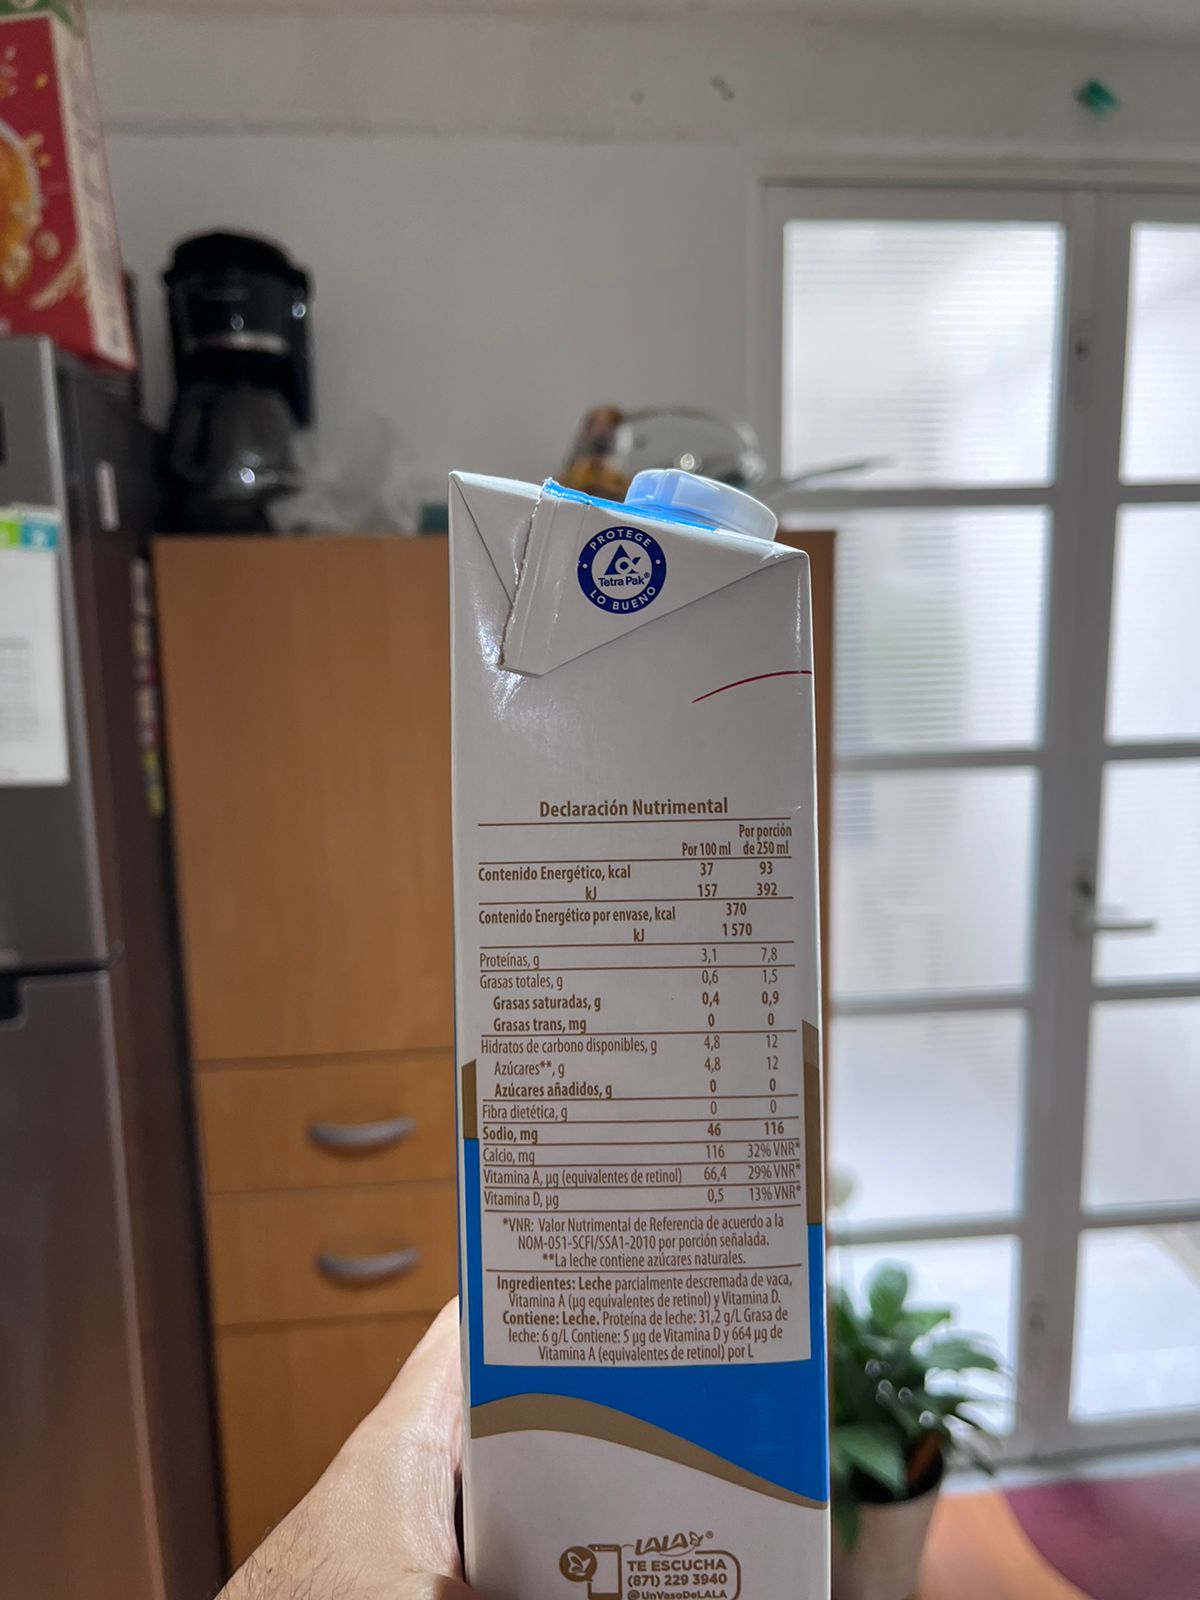 PROTEGE
Tetra Pak®
LO BUENO
Declaración Nutrimental
Por 100 ml Por porción de 250 ml
Contenido Energético, kcal 37 93
kJ 157 392
Contenido Energético por envase, kcal 370
kJ 1 570
Proteínas, g 3,1 7,8
Grasas totales, g 0,6 1,5
Grasas saturadas, g 0,4 0,9
Grasas trans, mg 0 0
Hidratos de carbono disponibles, g 4,8 12
Azúcares**, g 4,8 12
Azúcares añadidos, g 0 0
Fibra dietética, g 0 0
Sodio, mg 46 116
Calcio, mg 116 32% VNR*
Vitamina A, µg (equivalentes de retinol) 66,4 29% VNR*
Vitamina D, µg 0,5 13% VNR*
*VNR: Valor Nutrimental de Referencia de acuerdo a la
NOM-051-SCFI/SSA1-2010 por porción señalada.
**La leche contiene azúcares naturales.
Ingredientes: Leche parcialmente descremada de vaca,
Vitamina A (µg equivalentes de retinol) y Vitamina D.
Contiene: Leche. Proteína de leche: 31,2 g/L Grasa de
leche: 6 g/L Contiene: 5 µg de Vitamina D y 664 µg de
Vitamina A (equivalentes de retinol) por L
LALA®
TE ESCUCHA
(871) 229 3940
@UnVasoDeLALA